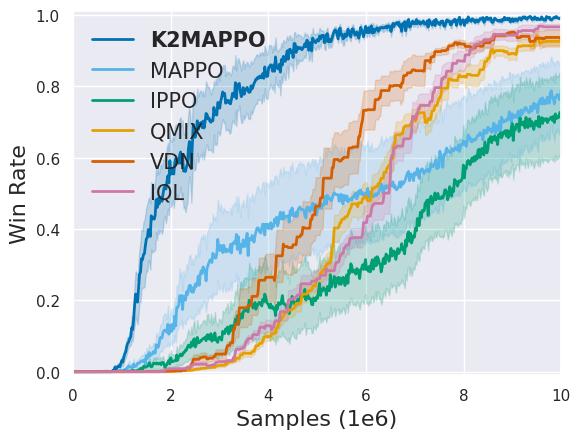 1.0
0.8
0.6
0.4
0.2
0.0
Win Rate
K2MAPPO
MAPPO
IPPO
QMIX
VDN
IQL
0 2 4 6 8 10
Samples (1e6)